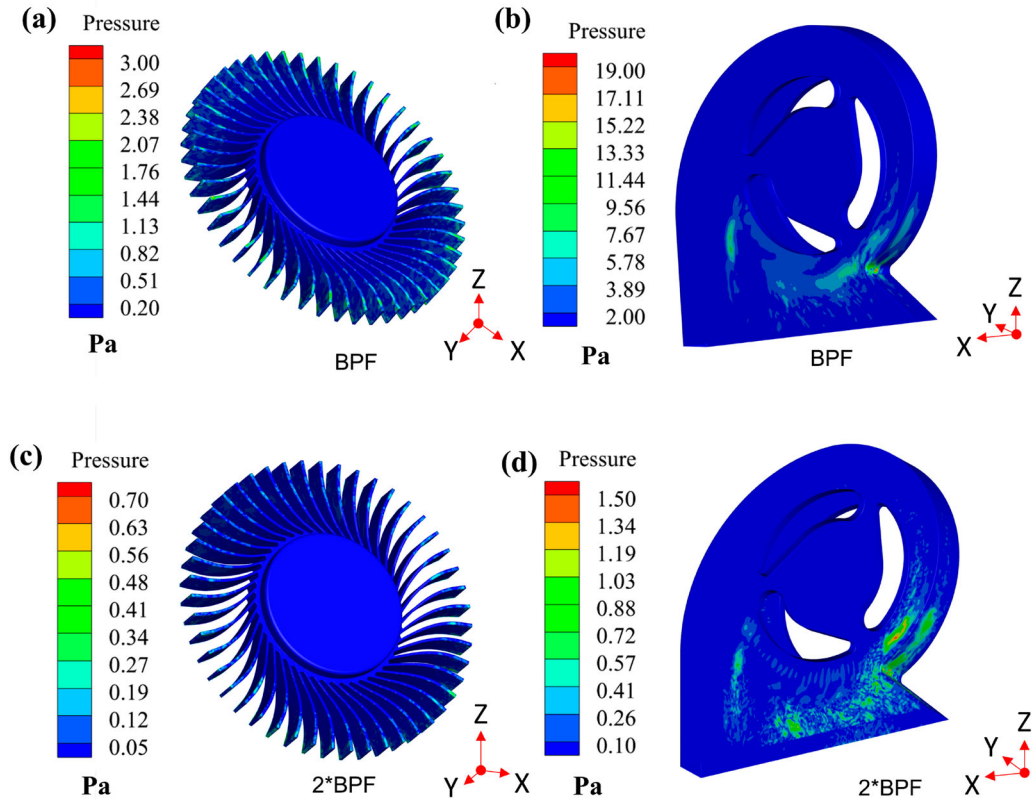 (a)
Pressure
3.00
2.69
2.38
2.07
1.76
1.44
1.13
0.82
0.51
0.20
Pa
BPF
Z
Y
X
(b)
Pressure
19.00
17.11
15.22
13.33
11.44
9.56
7.67
5.78
3.89
2.00
Pa
BPF
Z
Y
X
(c)
Pressure
0.70
0.63
0.56
0.48
0.41
0.34
0.27
0.19
0.12
0.05
Pa
2*BPF
Z
Y
X
(d)
Pressure
1.50
1.34
1.19
1.03
0.88
0.72
0.57
0.41
0.26
0.10
Pa
2*BPF
Z
Y
X